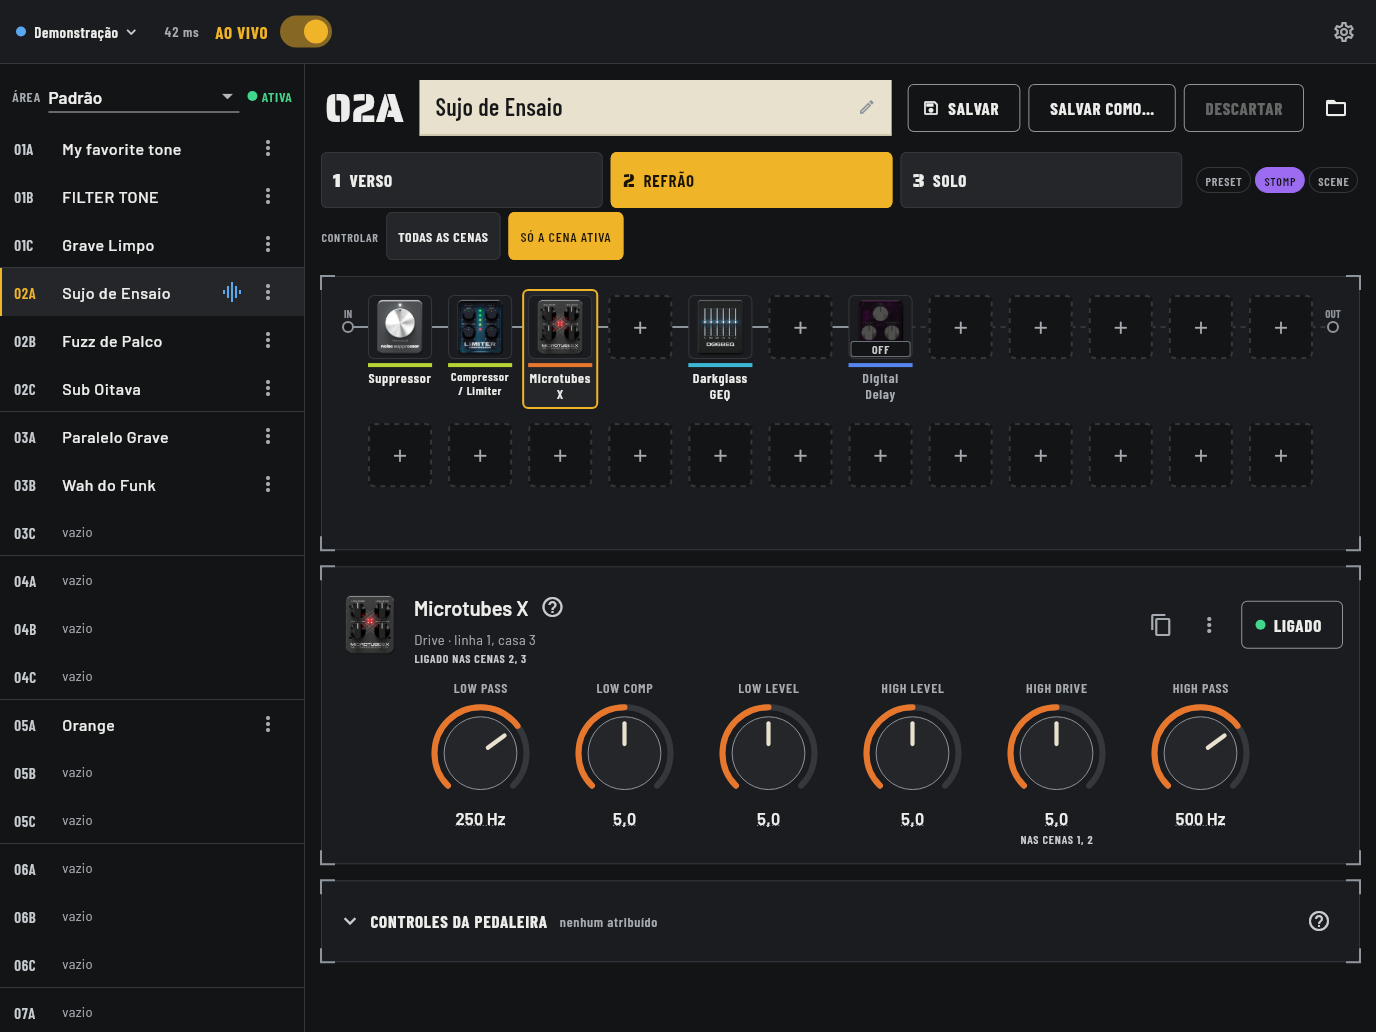 Demonstração
42 ms
AO VIVO
ÁREA
Padrão
ATIVA
01A My favorite tone
01B FILTER TONE
01C Grave Limpo
02A Sujo de Ensaio
02B Fuzz de Palco
02C Sub Oitava
03A Paralelo Grave
03B Wah do Funk
03C vazio
04A vazio
04B vazio
04C vazio
05A Orange
05B vazio
05C vazio
06A vazio
06B vazio
06C vazio
07A vazio
02A
Sujo de Ensaio
SALVAR
SALVAR COMO...
DESCARTAR
1 VERSO
2 REFRÃO
3 SOLO
PRESET
STOMP
SCENE
CONTROLAR
TODAS AS CENAS
SÓ A CENA ATIVA
IN
LIMITER
MICROTUBES X
OFF
OUT
Suppressor
Compressor
/ Limiter
Microtubes
X
Darkglass
GEQ
Digital
Delay
Microtubes X
Drive · linha 1, casa 3
LIGADO NAS CENAS 2, 3
LIGADO
LOW PASS
LOW COMP
LOW LEVEL
HIGH LEVEL
HIGH DRIVE
HIGH PASS
250 Hz
5,0
5,0
5,0
5,0
500 Hz
NAS CENAS 1, 2
CONTROLES DA PEDALEIRA
nenhum atribuído